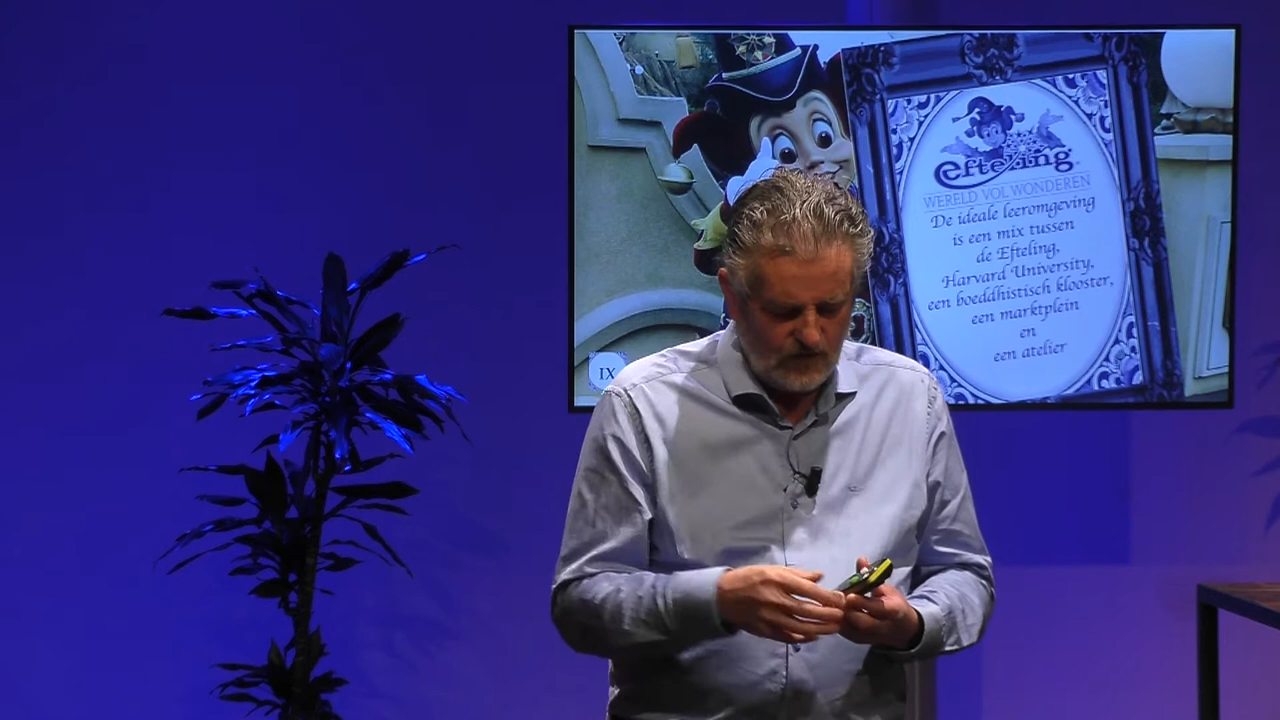 efteling
WERELD VOL WONDEREN
De ideale leeromgeving
is een mix tussen
de Efteling,
Harvard University,
een boeddhistisch klooster,
een marktplein
en
een atelier
IX